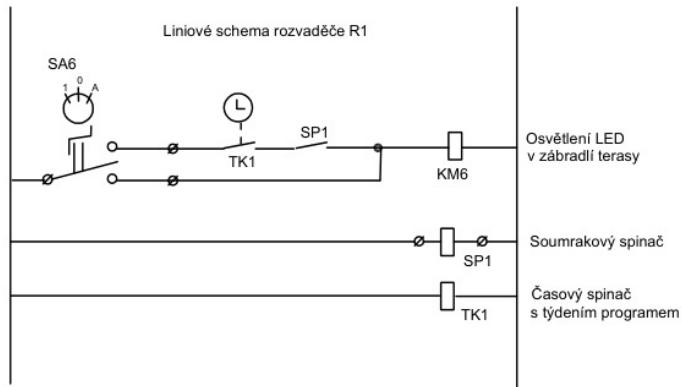 Liniové schema rozvaděče R1
SA6
1 0 A
SP1
TK1
KM6
Osvětlení LED
v zábradlí terasy
SP1
Soumrakový spinač
TK1
Časový spinač
s týdením programem